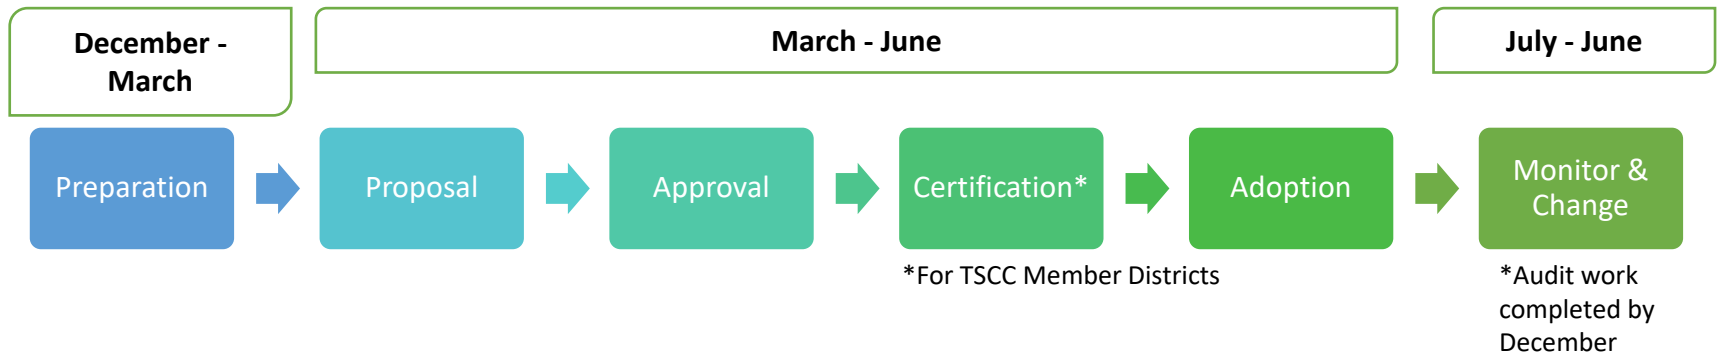 December -
March
March - June
July - June
Preparation
Proposal
Approval
Certification*
Adoption
Monitor &
Change
*For TSCC Member Districts
*Audit work
completed by
December